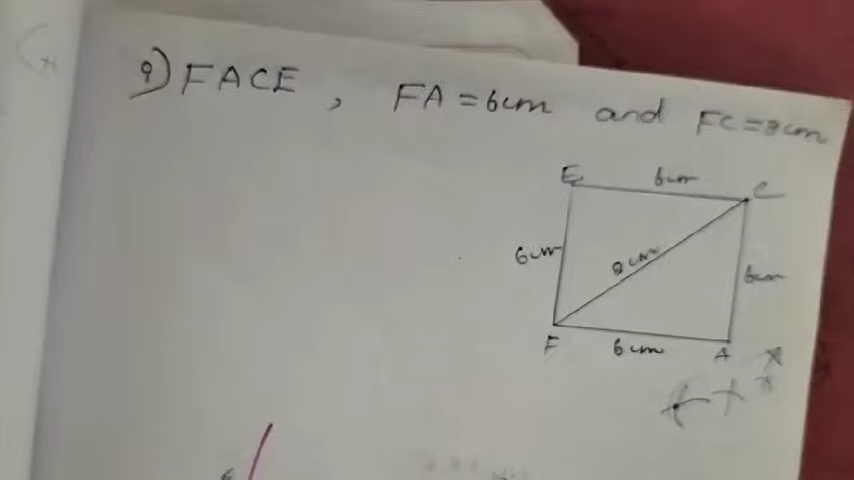 9) FACE, FA = 6cm and FC = 8cm
E 6cm C
6cm 8cm 6cm
F 6cm A